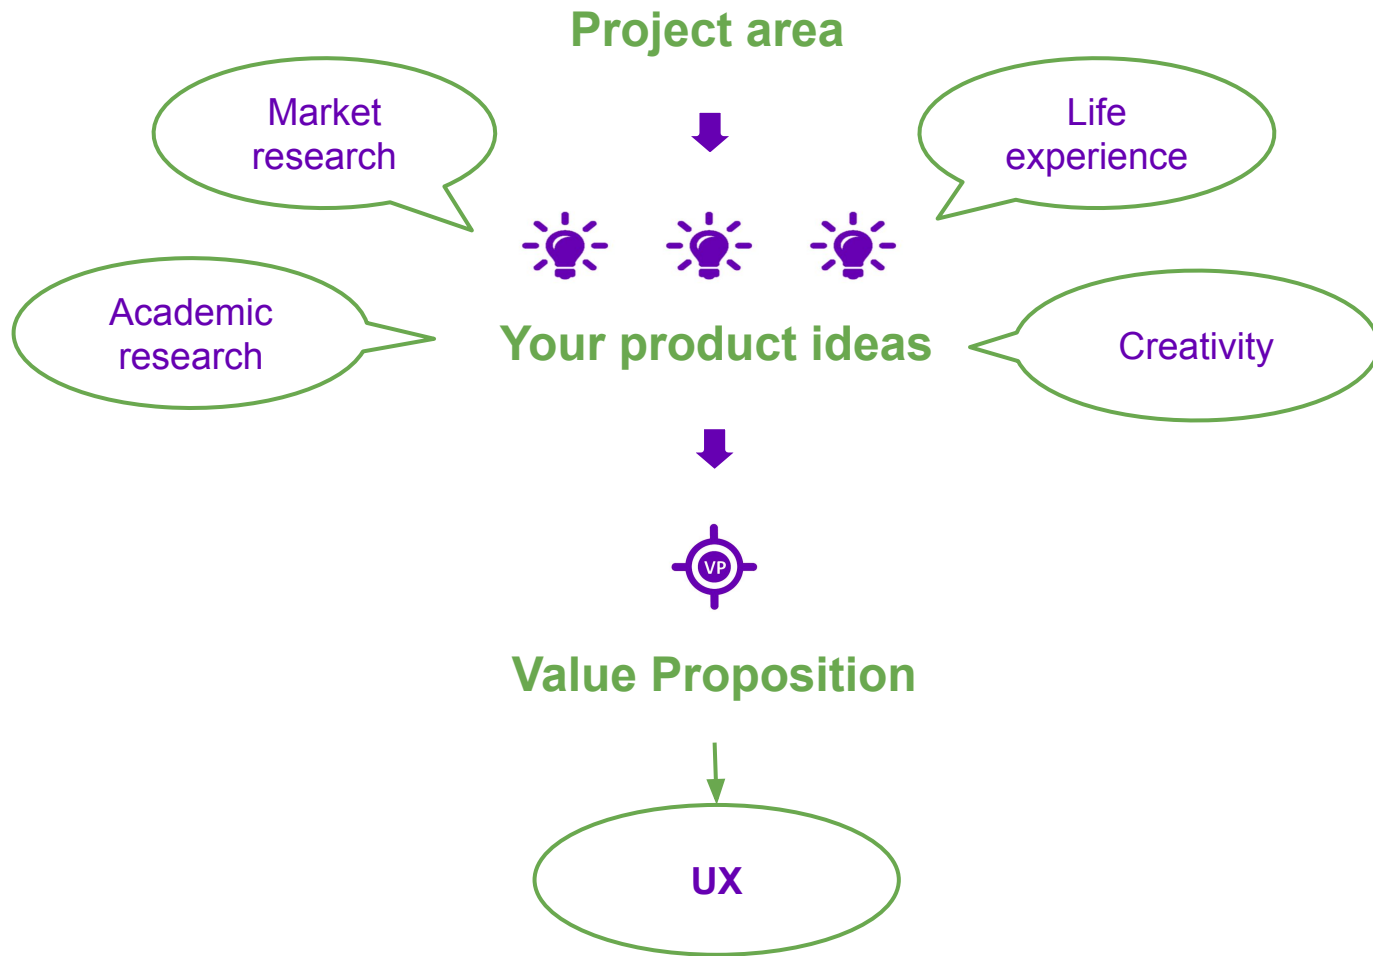 Project area
Market
research
Life
experience
Academic
research
Your product ideas
Creativity
VP
Value Proposition
UX